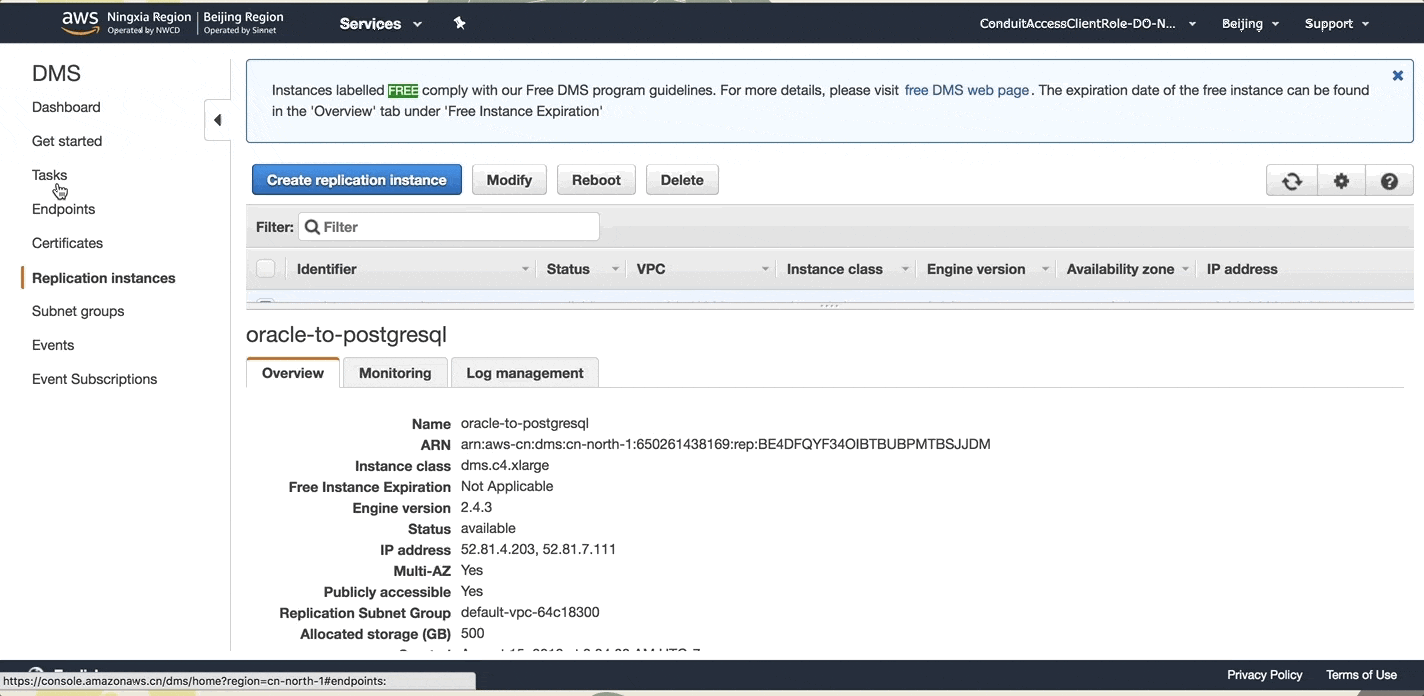 aws Ningxia Region Operated by NWCD Beijing Region Operated by Sinnet Services ConduitAccessClientRole-DO-N... Beijing Support
DMS
Dashboard
Get started
Tasks
Endpoints
Certificates
Replication instances
Subnet groups
Events
Event Subscriptions
Instances labelled FREE comply with our Free DMS program guidelines. For more details, please visit free DMS web page. The expiration date of the free instance can be found
in the 'Overview' tab under 'Free Instance Expiration'
Create replication instance Modify Reboot Delete
Filter: Filter
Identifier Status VPC Instance class Engine version Availability zone IP address
oracle-to-postgresql
Overview Monitoring Log management
Name oracle-to-postgresql
ARN arn:aws-cn:dms:cn-north-1:650261438169:rep:BE4DFQYF34OIBTBUBPMTBSJJDM
Instance class dms.c4.xlarge
Free Instance Expiration Not Applicable
Engine version 2.4.3
Status available
IP address 52.81.4.203, 52.81.7.111
Multi-AZ Yes
Publicly accessible Yes
Replication Subnet Group default-vpc-64c18300
Allocated storage (GB) 500
https://console.amazonaws.cn/dms/home?region=cn-north-1#endpoints:
Privacy Policy Terms of Use